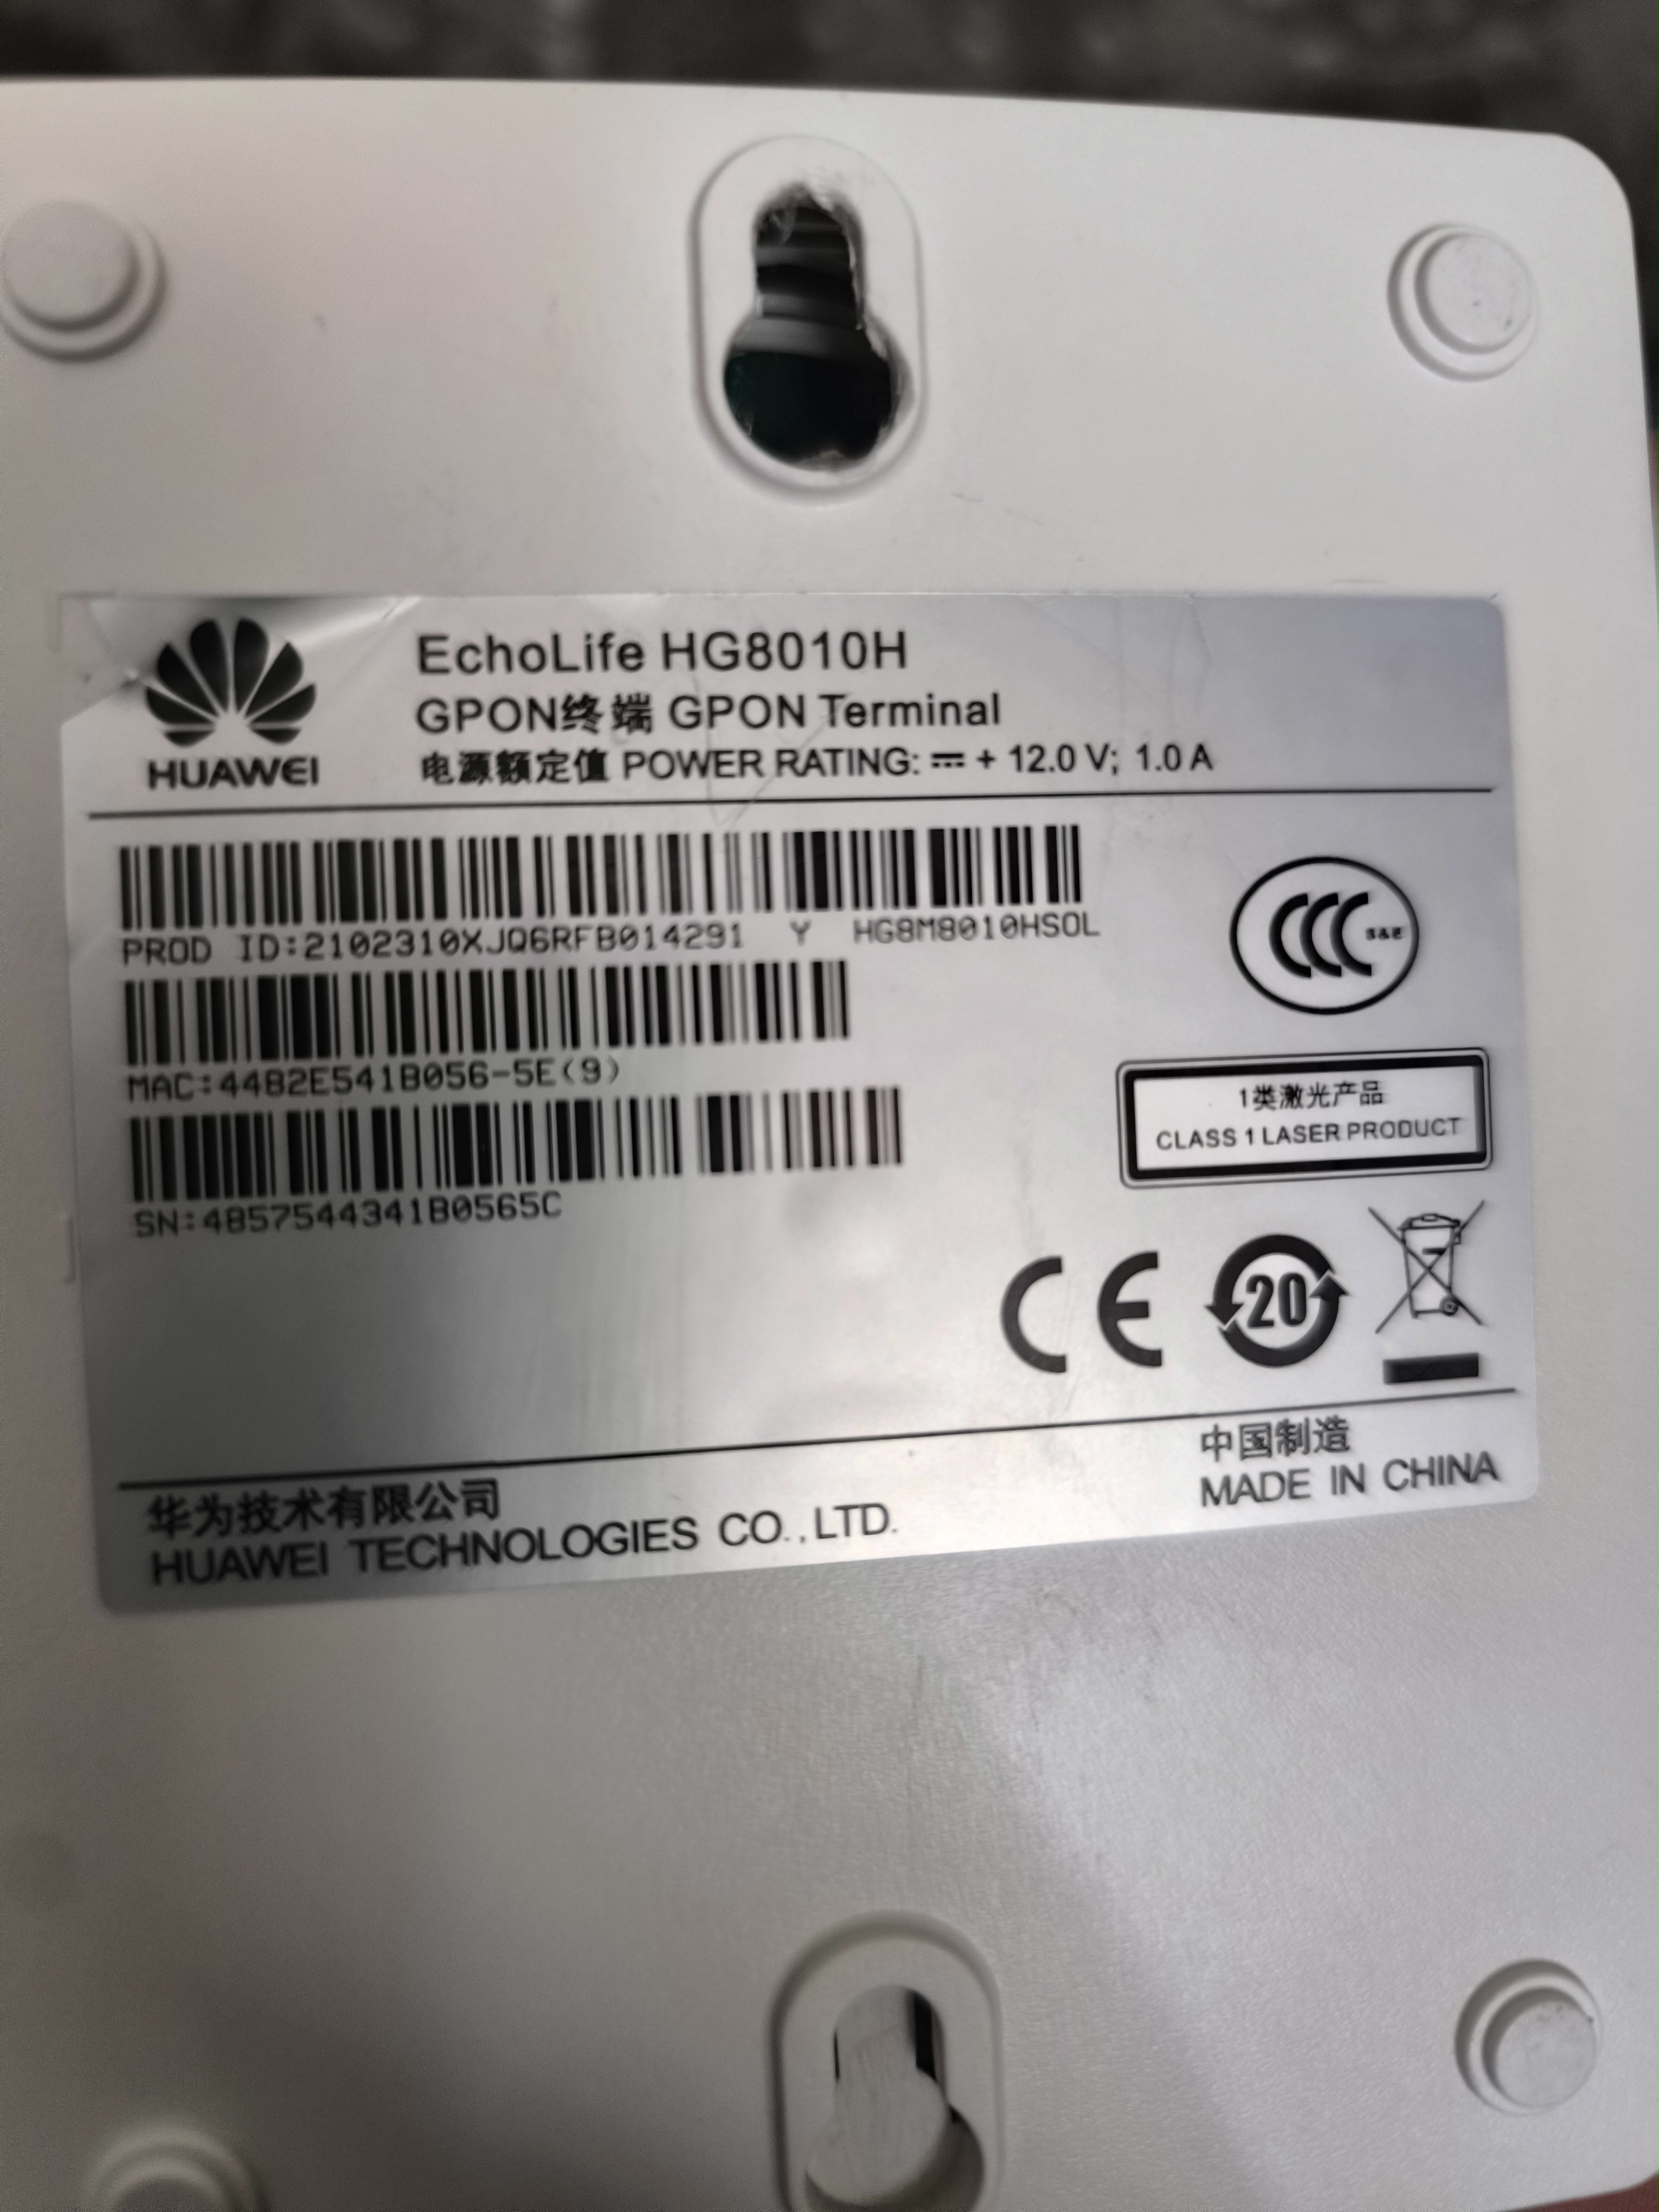 HUAWEI
EchoLife HG8010H
GPON终端 GPON Terminal
电源额定值 POWER RATING: ⎓ + 12.0 V; 1.0 A
PROD ID:2102310XJQ6RFB014291 Y HG8M8010HSOL
MAC:4482E541B056-5E(9)
SN:4857544341B0565C
CCC S&E
1类激光产品
CLASS 1 LASER PRODUCT
CE 20
中国制造
MADE IN CHINA
华为技术有限公司
HUAWEI TECHNOLOGIES CO.,LTD.